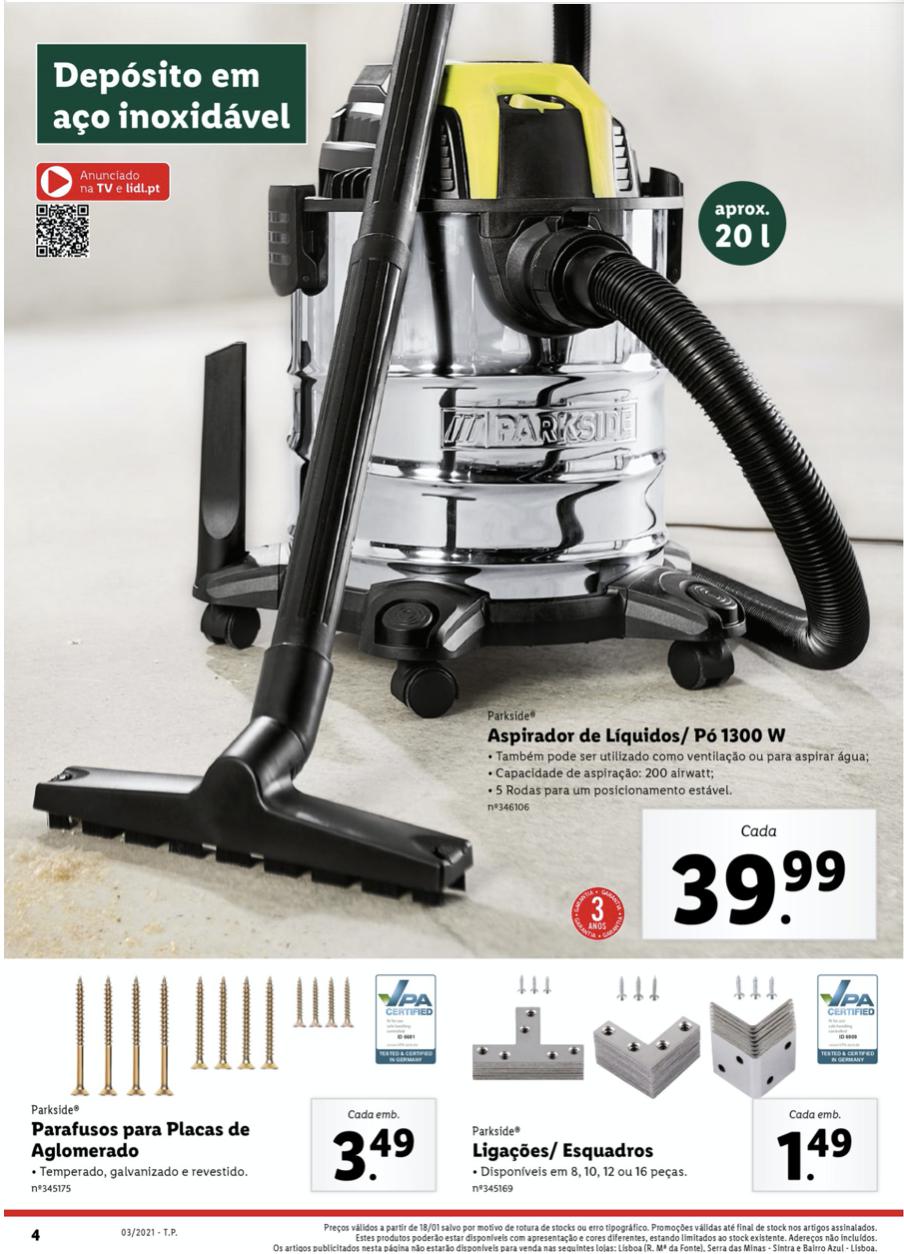 Depósito em
aço inoxidável
Anunciado
na TV e lidl.pt
aprox.
20 l
PARKSIDE
Parkside®
Aspirador de Líquidos/ Pó 1300 W
• Também pode ser utilizado como ventilação ou para aspirar água;
• Capacidade de aspiração: 200 airwatt;
• 5 Rodas para um posicionamento estável.
nº346106
Cada
39.99
GARANTIA • GARANTIA • GARANTIA • GARANTIA
3
ANOS
VPA
CERTIFIED
TESTED & CERTIFIED
IN GERMANY
VPA
CERTIFIED
TESTED & CERTIFIED
IN GERMANY
Parkside®
Parafusos para Placas de
Aglomerado
• Temperado, galvanizado e revestido.
nº345175
Cada emb.
3.49
Parkside®
Ligações/ Esquadros
• Disponíveis em 8, 10, 12 ou 16 peças.
nº345169
Cada emb.
1.49
4
03/2021 - T.P.
Preços válidos a partir de 18/01 salvo por motivo de rotura de stocks ou erro tipográfico. Promoções válidas até final de stock nos artigos assinalados.
Estes produtos poderão estar disponíveis com apresentação e cores diferentes, estando limitados ao stock existente. Adereços não incluídos.
Os artigos publicitados nesta página não estarão disponíveis para venda nas seguintes lojas: Lisboa (R. Mª da Fonte), Serra das Minas - Sintra e Bairro Azul - Lisboa.